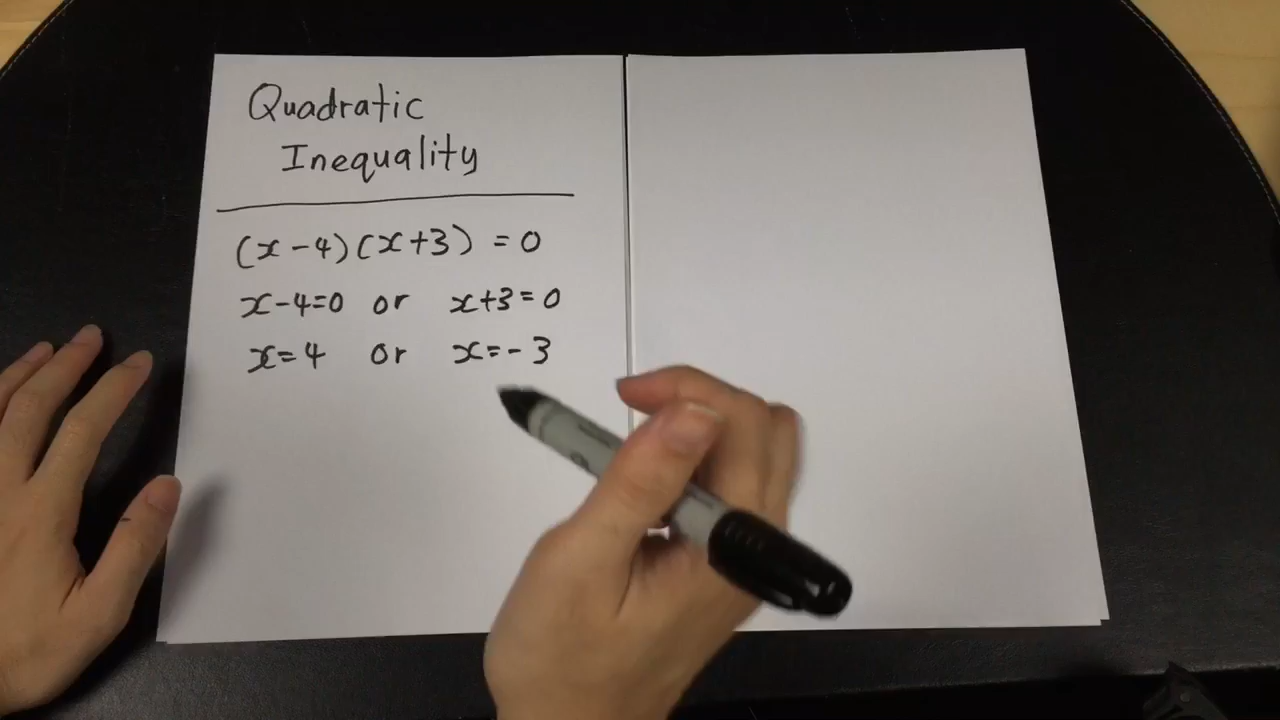 Quadratic
Inequality
(x-4)(x+3) = 0
x-4=0 or x+3=0
x=4 or x=-3